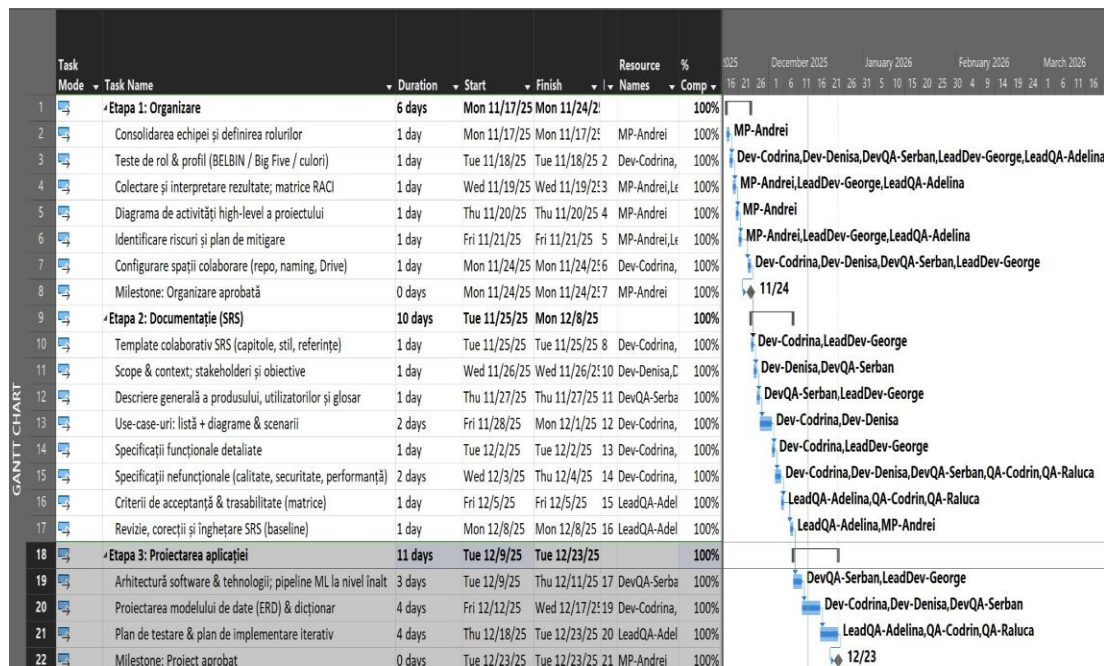 Task Mode Task Name Duration Start Finish Resource Names % Comp
2025 December 2025 January 2026 February 2026 March 2026
16 21 26 1 6 11 16 21 26 31 5 10 15 20 25 30 4 9 14 19 24 1 6 11 16
GANTT CHART
1 Etapa 1: Organizare 6 days Mon 11/17/25 Mon 11/24/2 100%
2 Consolidarea echipei și definirea rolurilor 1 day Mon 11/17/25 Mon 11/17/25 MP-Andrei 100% MP-Andrei
3 Teste de rol & profil (BELBIN / Big Five / culori) 1 day Tue 11/18/25 Tue 11/18/25 2 Dev-Codrina, 100% Dev-Codrina,Dev-Denisa,DevQA-Serban,LeadDev-George,LeadQA-Adelina
4 Colectare și interpretare rezultate; matrice RACI 1 day Wed 11/19/25 Wed 11/19/25 3 MP-Andrei,Le 100% MP-Andrei,LeadDev-George,LeadQA-Adelina
5 Diagrama de activități high-level a proiectului 1 day Thu 11/20/25 Thu 11/20/25 4 MP-Andrei 100% MP-Andrei
6 Identificare riscuri și plan de mitigare 1 day Fri 11/21/25 Fri 11/21/25 5 MP-Andrei,Le 100% MP-Andrei,LeadDev-George,LeadQA-Adelina
7 Configurare spații colaborare (repo, naming, Drive) 1 day Mon 11/24/25 Mon 11/24/25 6 Dev-Codrina, 100% Dev-Codrina,Dev-Denisa,DevQA-Serban,LeadDev-George
8 Milestone: Organizare aprobată 0 days Mon 11/24/25 Mon 11/24/25 7 MP-Andrei 100% 11/24
9 Etapa 2: Documentație (SRS) 10 days Tue 11/25/25 Mon 12/8/25 100%
10 Template colaborativ SRS (capitole, stil, referințe) 1 day Tue 11/25/25 Tue 11/25/25 8 Dev-Codrina, 100% Dev-Codrina,LeadDev-George
11 Scope & context; stakeholderi și obiective 1 day Wed 11/26/25 Wed 11/26/25 10 Dev-Denisa,D 100% Dev-Denisa,DevQA-Serban
12 Descriere generală a produsului, utilizatorilor și glosar 1 day Thu 11/27/25 Thu 11/27/25 11 DevQA-Serba 100% DevQA-Serban,LeadDev-George
13 Use-case-uri: listă + diagrame & scenarii 2 days Fri 11/28/25 Mon 12/1/25 12 Dev-Codrina, 100% Dev-Codrina,Dev-Denisa
14 Specificații funcționale detaliate 1 day Tue 12/2/25 Tue 12/2/25 13 Dev-Codrina, 100% Dev-Codrina,LeadDev-George
15 Specificații nefuncționale (calitate, securitate, performanță) 2 days Wed 12/3/25 Thu 12/4/25 14 Dev-Codrina, 100% Dev-Codrina,Dev-Denisa,DevQA-Serban,QA-Codrin,QA-Raluca
16 Criterii de acceptanță & trasabilitate (matrice) 1 day Fri 12/5/25 Fri 12/5/25 15 LeadQA-Adel 100% LeadQA-Adelina,QA-Codrin,QA-Raluca
17 Revizie, corecții și înghețare SRS (baseline) 1 day Mon 12/8/25 Mon 12/8/25 16 LeadQA-Adel 100% LeadQA-Adelina,MP-Andrei
18 Etapa 3: Proiectarea aplicației 11 days Tue 12/9/25 Tue 12/23/25 100%
19 Arhitectură software & tehnologii; pipeline ML la nivel înalt 3 days Tue 12/9/25 Thu 12/11/25 17 DevQA-Serba 100% DevQA-Serban,LeadDev-George
20 Proiectarea modelului de date (ERD) & dicționar 4 days Fri 12/12/25 Wed 12/17/25 19 Dev-Codrina, 100% Dev-Codrina,Dev-Denisa,DevQA-Serban
21 Plan de testare & plan de implementare iterativ 4 days Thu 12/18/25 Tue 12/23/25 20 LeadQA-Adel 100% LeadQA-Adelina,QA-Codrin,QA-Raluca
22 Milestone: Proiect aprobat 0 days Tue 12/23/25 Tue 12/23/25 21 MP-Andrei 100% 12/23